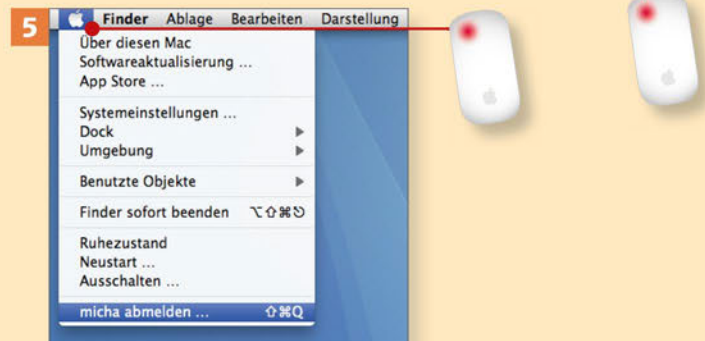 5
Finder Ablage Bearbeiten Darstellung
Über diesen Mac
Softwareaktualisierung ...
App Store ...
Systemeinstellungen ...
Dock ▶
Umgebung ▶
Benutzte Objekte ▶
Finder sofort beenden ⌥⇧⌘⎋
Ruhezustand
Neustart ...
Ausschalten ...
micha abmelden ... ⇧⌘Q